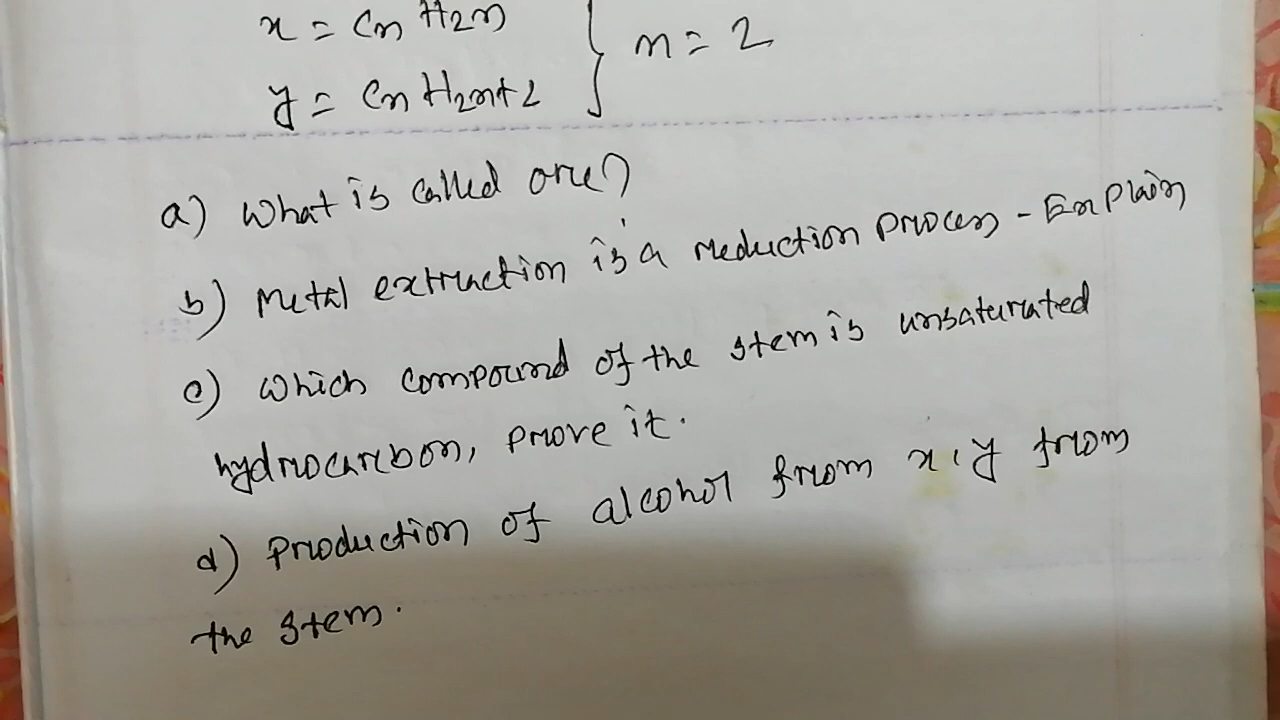 x = CnH2n
y = CnH2n+2 } n = 2
a) What is called ore?
b) Metal extraction is a reduction process - Explain
c) Which compound of the stem is unsaturated
hydrocarbon, prove it.
d) Production of alcohol from x, y from
the stem.